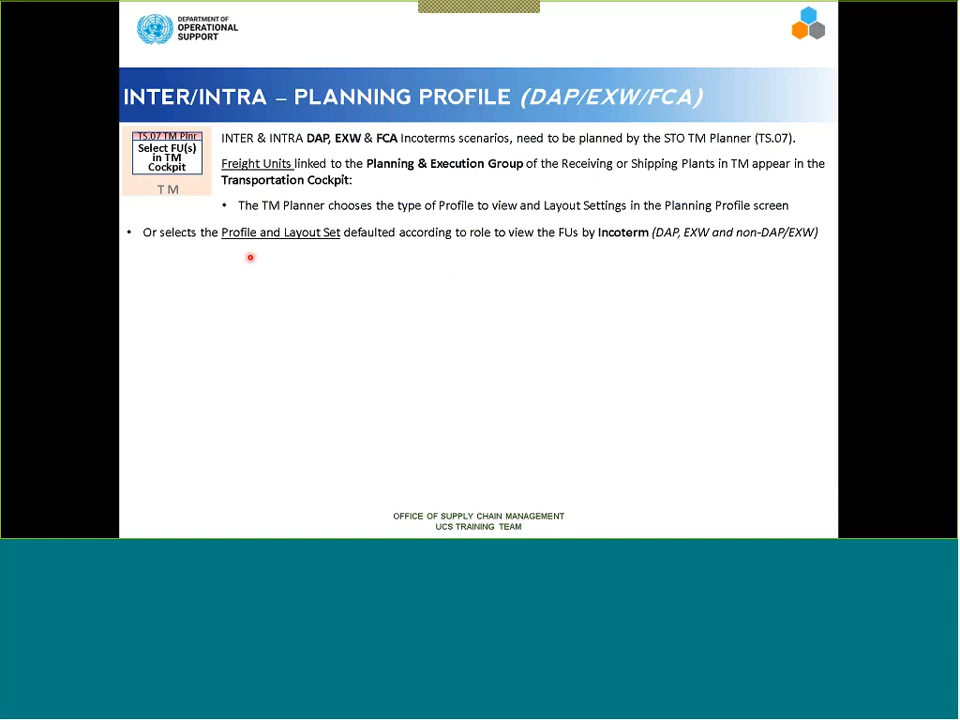 DEPARTMENT OF
OPERATIONAL
SUPPORT
INTER/INTRA – PLANNING PROFILE (DAP/EXW/FCA)
TS.07 TM Plnr
Select FU(s)
in TM
Cockpit
TM
INTER & INTRA DAP, EXW & FCA Incoterms scenarios, need to be planned by the STO TM Planner (TS.07).
Freight Units linked to the Planning & Execution Group of the Receiving or Shipping Plants in TM appear in the
Transportation Cockpit:
• The TM Planner chooses the type of Profile to view and Layout Settings in the Planning Profile screen
• Or selects the Profile and Layout Set defaulted according to role to view the FUs by Incoterm (DAP, EXW and non-DAP/EXW)
OFFICE OF SUPPLY CHAIN MANAGEMENT
UCS TRAINING TEAM